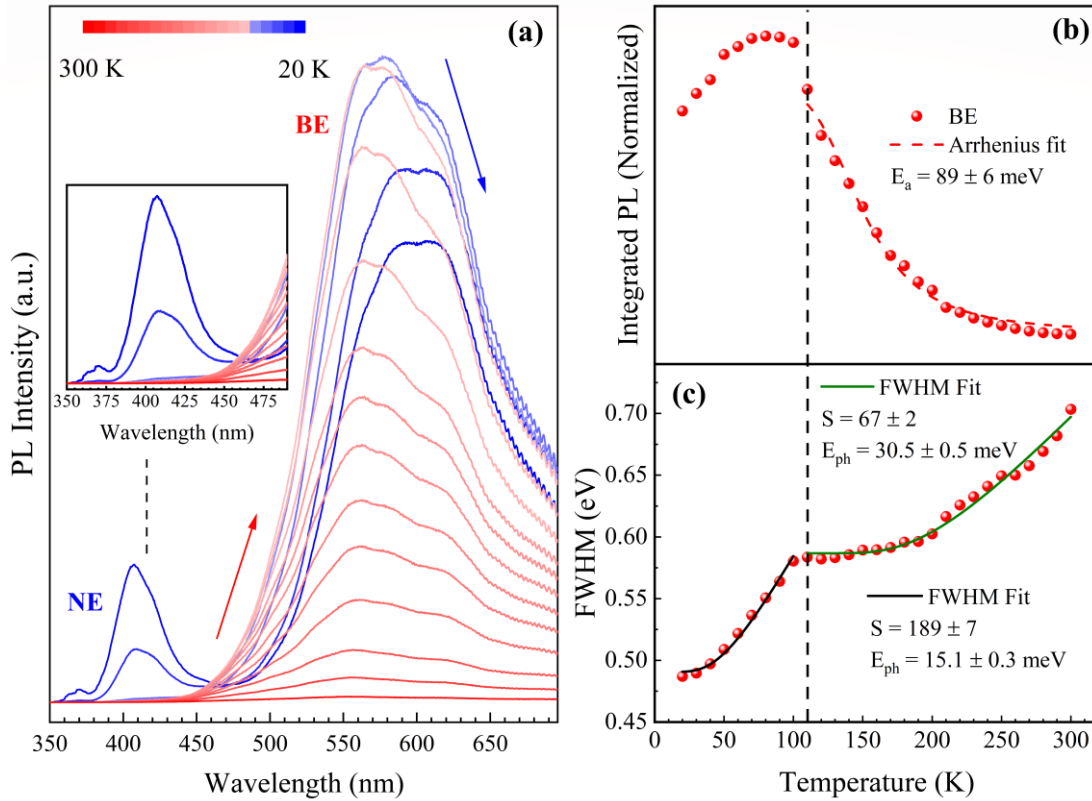 (a)
300 K
20 K
BE
NE
350
375
400
425
450
475
Wavelength (nm)
PL Intensity (a.u.)
350
400
450
500
550
600
650
Wavelength (nm)
(b)
Integrated PL (Normalized)
BE
Arrhenius fit
Ea = 89 ± 6 meV
(c)
FWHM Fit
S = 67 ± 2
Eph = 30.5 ± 0.5 meV
FWHM (eV)
0.70
0.65
0.60
0.55
0.50
0.45
FWHM Fit
S = 189 ± 7
Eph = 15.1 ± 0.3 meV
0
50
100
150
200
250
300
Temperature (K)